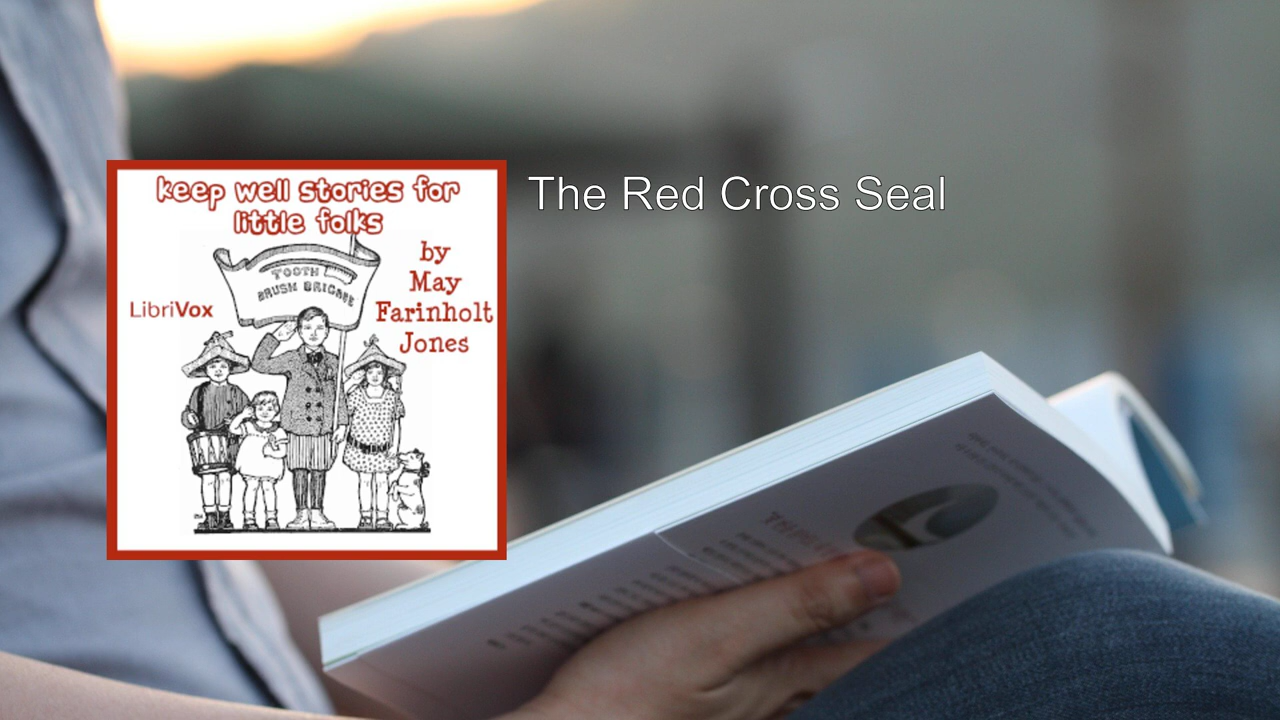 keep well stories for
little folks
by
May
Farinholt
Jones
LibriVox
TOOTH
BRUSH BRIGADE
The Red Cross Seal